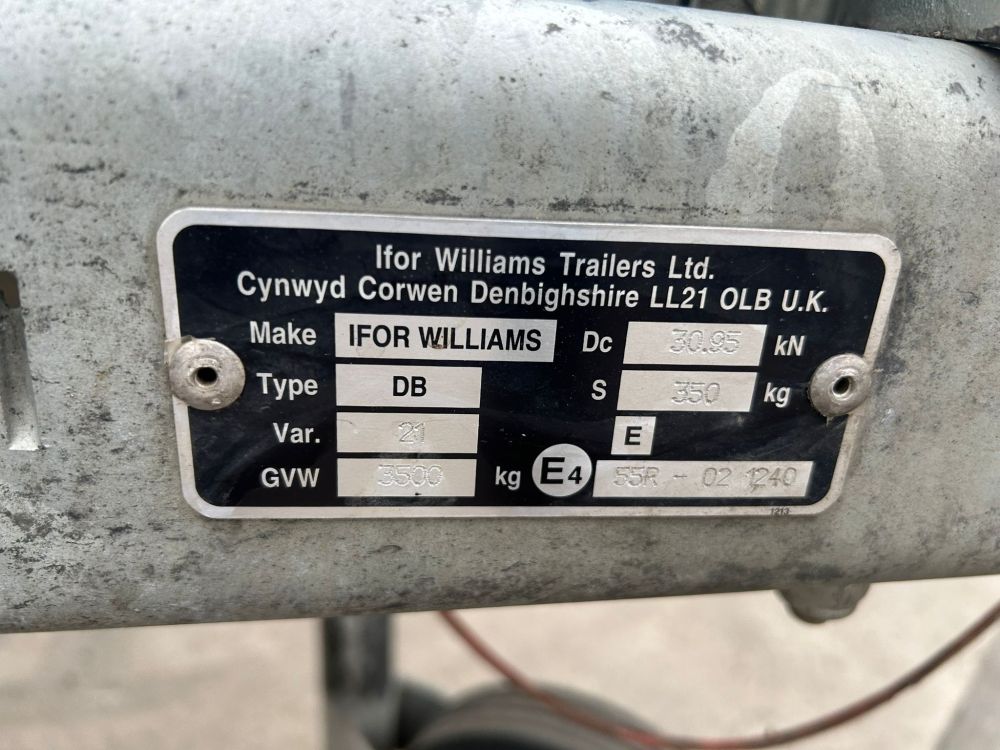 Ifor Williams Trailers Ltd.
Cynwyd Corwen Denbighshire LL21 OLB U.K.
Make IFOR WILLIAMS Dc 30.95 kN
Type DB S 350 kg
Var. 21 E
GVW 3500 kg E4 55R - 02 1240
1213